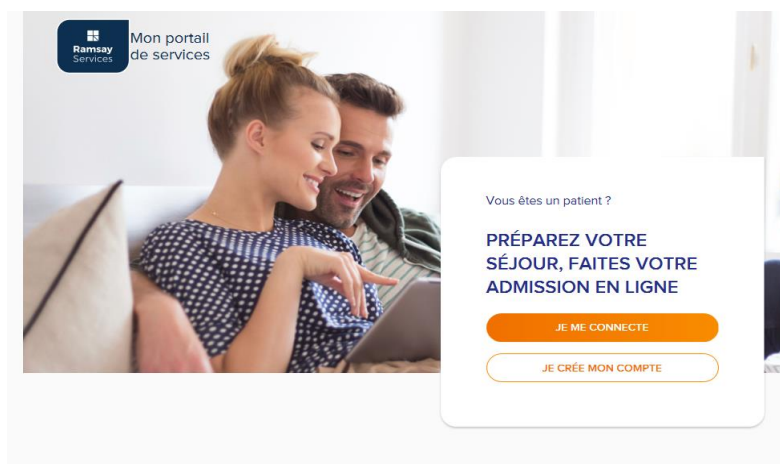 Ramsay
Services
Mon portail
de services
Vous êtes un patient ?
PRÉPAREZ VOTRE
SÉJOUR, FAITES VOTRE
ADMISSION EN LIGNE
JE ME CONNECTE
JE CRÉE MON COMPTE